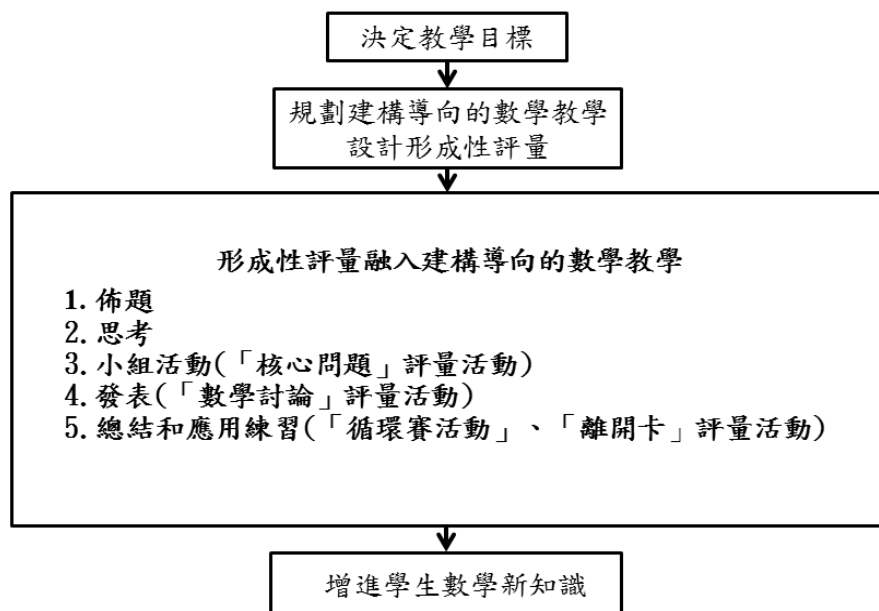 決定教學目標
規劃建構導向的數學教學
設計形成性評量
形成性評量融入建構導向的數學教學
1. 佈題
2. 思考
3. 小組活動(「核心問題」評量活動)
4. 發表(「數學討論」評量活動)
5. 總結和應用練習(「循環賽活動」、「離開卡」評量活動)
增進學生數學新知識